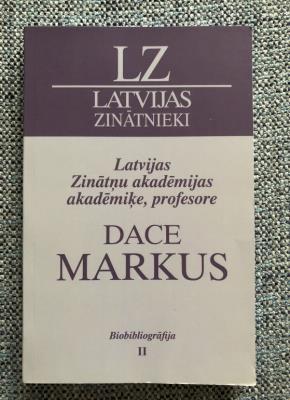 LZ
LATVIJAS
ZINĀTNIEKI
Latvijas
Zinātņu akadēmijas
akadēmiķe, profesore
DACE
MARKUS
Biobibliogrāfija
II